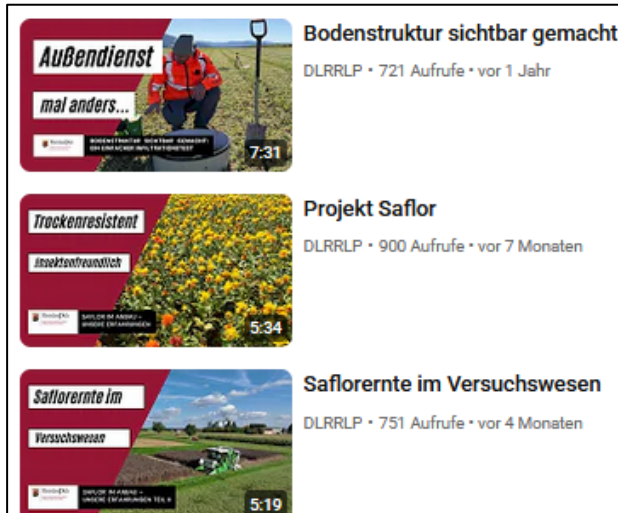 Außendienst
mal anders...
BODENSTRUKTUR SICHTBAR GEMACHT:
EIN EINFACHER INFILTRATIONSTEST
7:31
Bodenstruktur sichtbar gemacht
DLRRLP • 721 Aufrufe • vor 1 Jahr
Trockenresistent
insektenfreundlich
SAFLOR IM ANBAU –
UNSERE ERFAHRUNGEN
5:34
Projekt Saflor
DLRRLP • 900 Aufrufe • vor 7 Monaten
Saflorernte im
Versuchswesen
SAFLOR IM ANBAU –
UNSERE ERFAHRUNGEN TEIL II
5:19
Saflorernte im Versuchswesen
DLRRLP • 751 Aufrufe • vor 4 Monaten